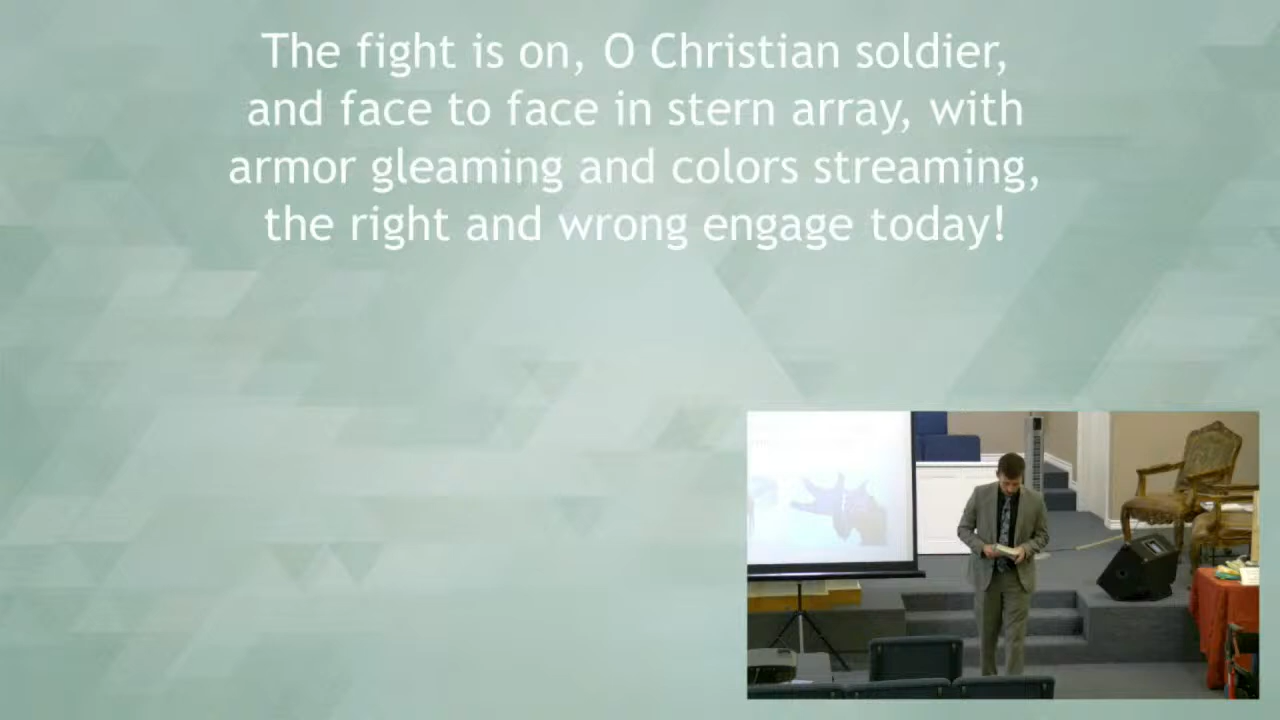 The fight is on, O Christian soldier,
and face to face in stern array, with
armor gleaming and colors streaming,
the right and wrong engage today!